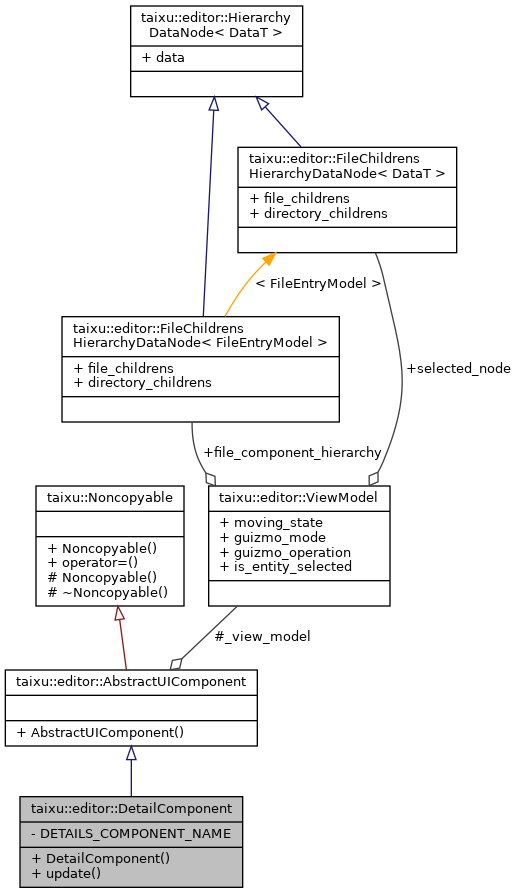 taixu::editor::Hierarchy
DataNode< DataT >
+ data
taixu::editor::FileChildrens
HierarchyDataNode< DataT >
+ file_childrens
+ directory_childrens
< FileEntryModel >
taixu::editor::FileChildrens
HierarchyDataNode< FileEntryModel >
+ file_childrens
+ directory_childrens
+selected_node
+file_component_hierarchy
taixu::Noncopyable
+ Noncopyable()
+ operator=()
# Noncopyable()
# ~Noncopyable()
taixu::editor::ViewModel
+ moving_state
+ guizmo_mode
+ guizmo_operation
+ is_entity_selected
#_view_model
taixu::editor::AbstractUIComponent
+ AbstractUIComponent()
taixu::editor::DetailComponent
- DETAILS_COMPONENT_NAME
+ DetailComponent()
+ update()